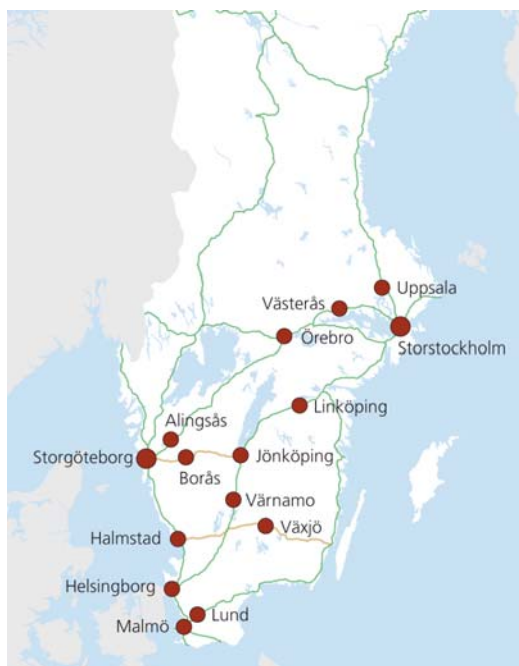 Uppsala
Västerås
Örebro
Storstockholm
Linköping
Alingsås
Storgöteborg
Jönköping
Borås
Värnamo
Växjö
Halmstad
Helsingborg
Lund
Malmö